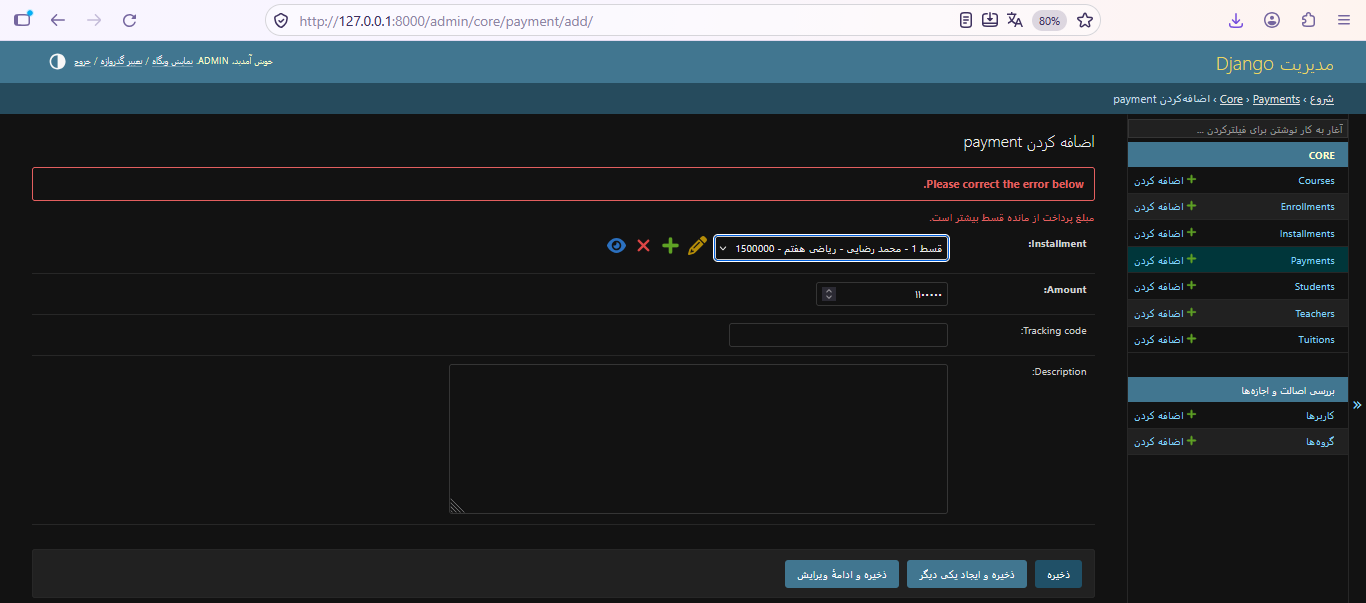 http://127.0.0.1:8000/admin/core/payment/add/
80%
مدیریت Django
خوش آمدید، ADMIN. نمایش وبگاه / تغییر گذرواژه / خروج
شروع › Core › Payments › اضافه‌کردن payment
آغار به کار نوشتن برای فیلترکردن ...
CORE
Courses + اضافه کردن
Enrollments + اضافه کردن
Installments + اضافه کردن
Payments + اضافه کردن
Students + اضافه کردن
Teachers + اضافه کردن
Tuitions + اضافه کردن
بررسی اصالت و اجازه‌ها
کاربرها + اضافه کردن
گروه‌ها + اضافه کردن
»
اضافه کردن payment
Please correct the error below.
مبلغ پرداخت از مانده قسط بیشتر است.
Installment:
قسط 1 - محمد رضایی - ریاضی هفتم - 1500000
Amount:
۱۱۰۰۰۰۰
Tracking code:
Description:
ذخیره
ذخیره و ایجاد یکی دیگر
ذخیره و ادامهٔ ویرایش